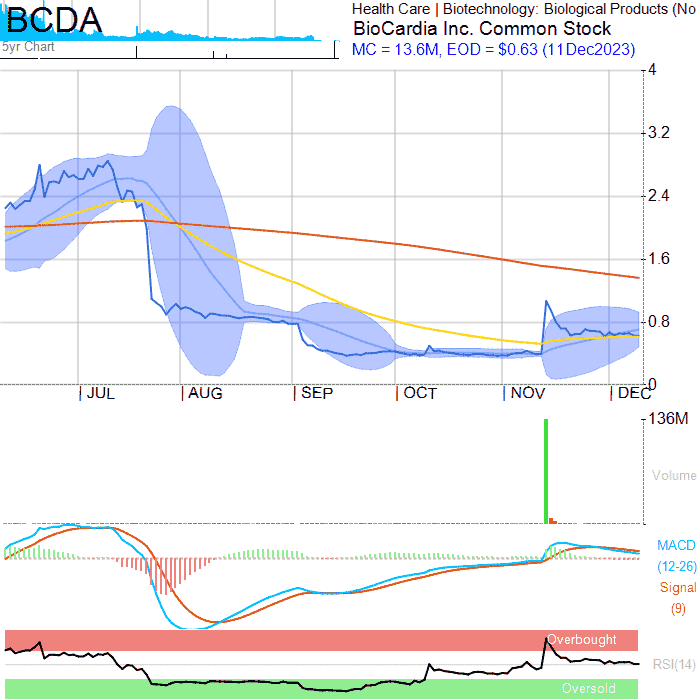 BCDA
5yr Chart
Health Care | Biotechnology: Biological Products (No
BioCardia Inc. Common Stock
MC = 13.6M, EOD = $0.63 (11Dec2023)
4
3.2
2.4
1.6
0.8
0
JUL AUG SEP OCT NOV DEC
136M
Volume
MACD
(12-26)
Signal
(9)
Overbought
RSI(14)
Oversold